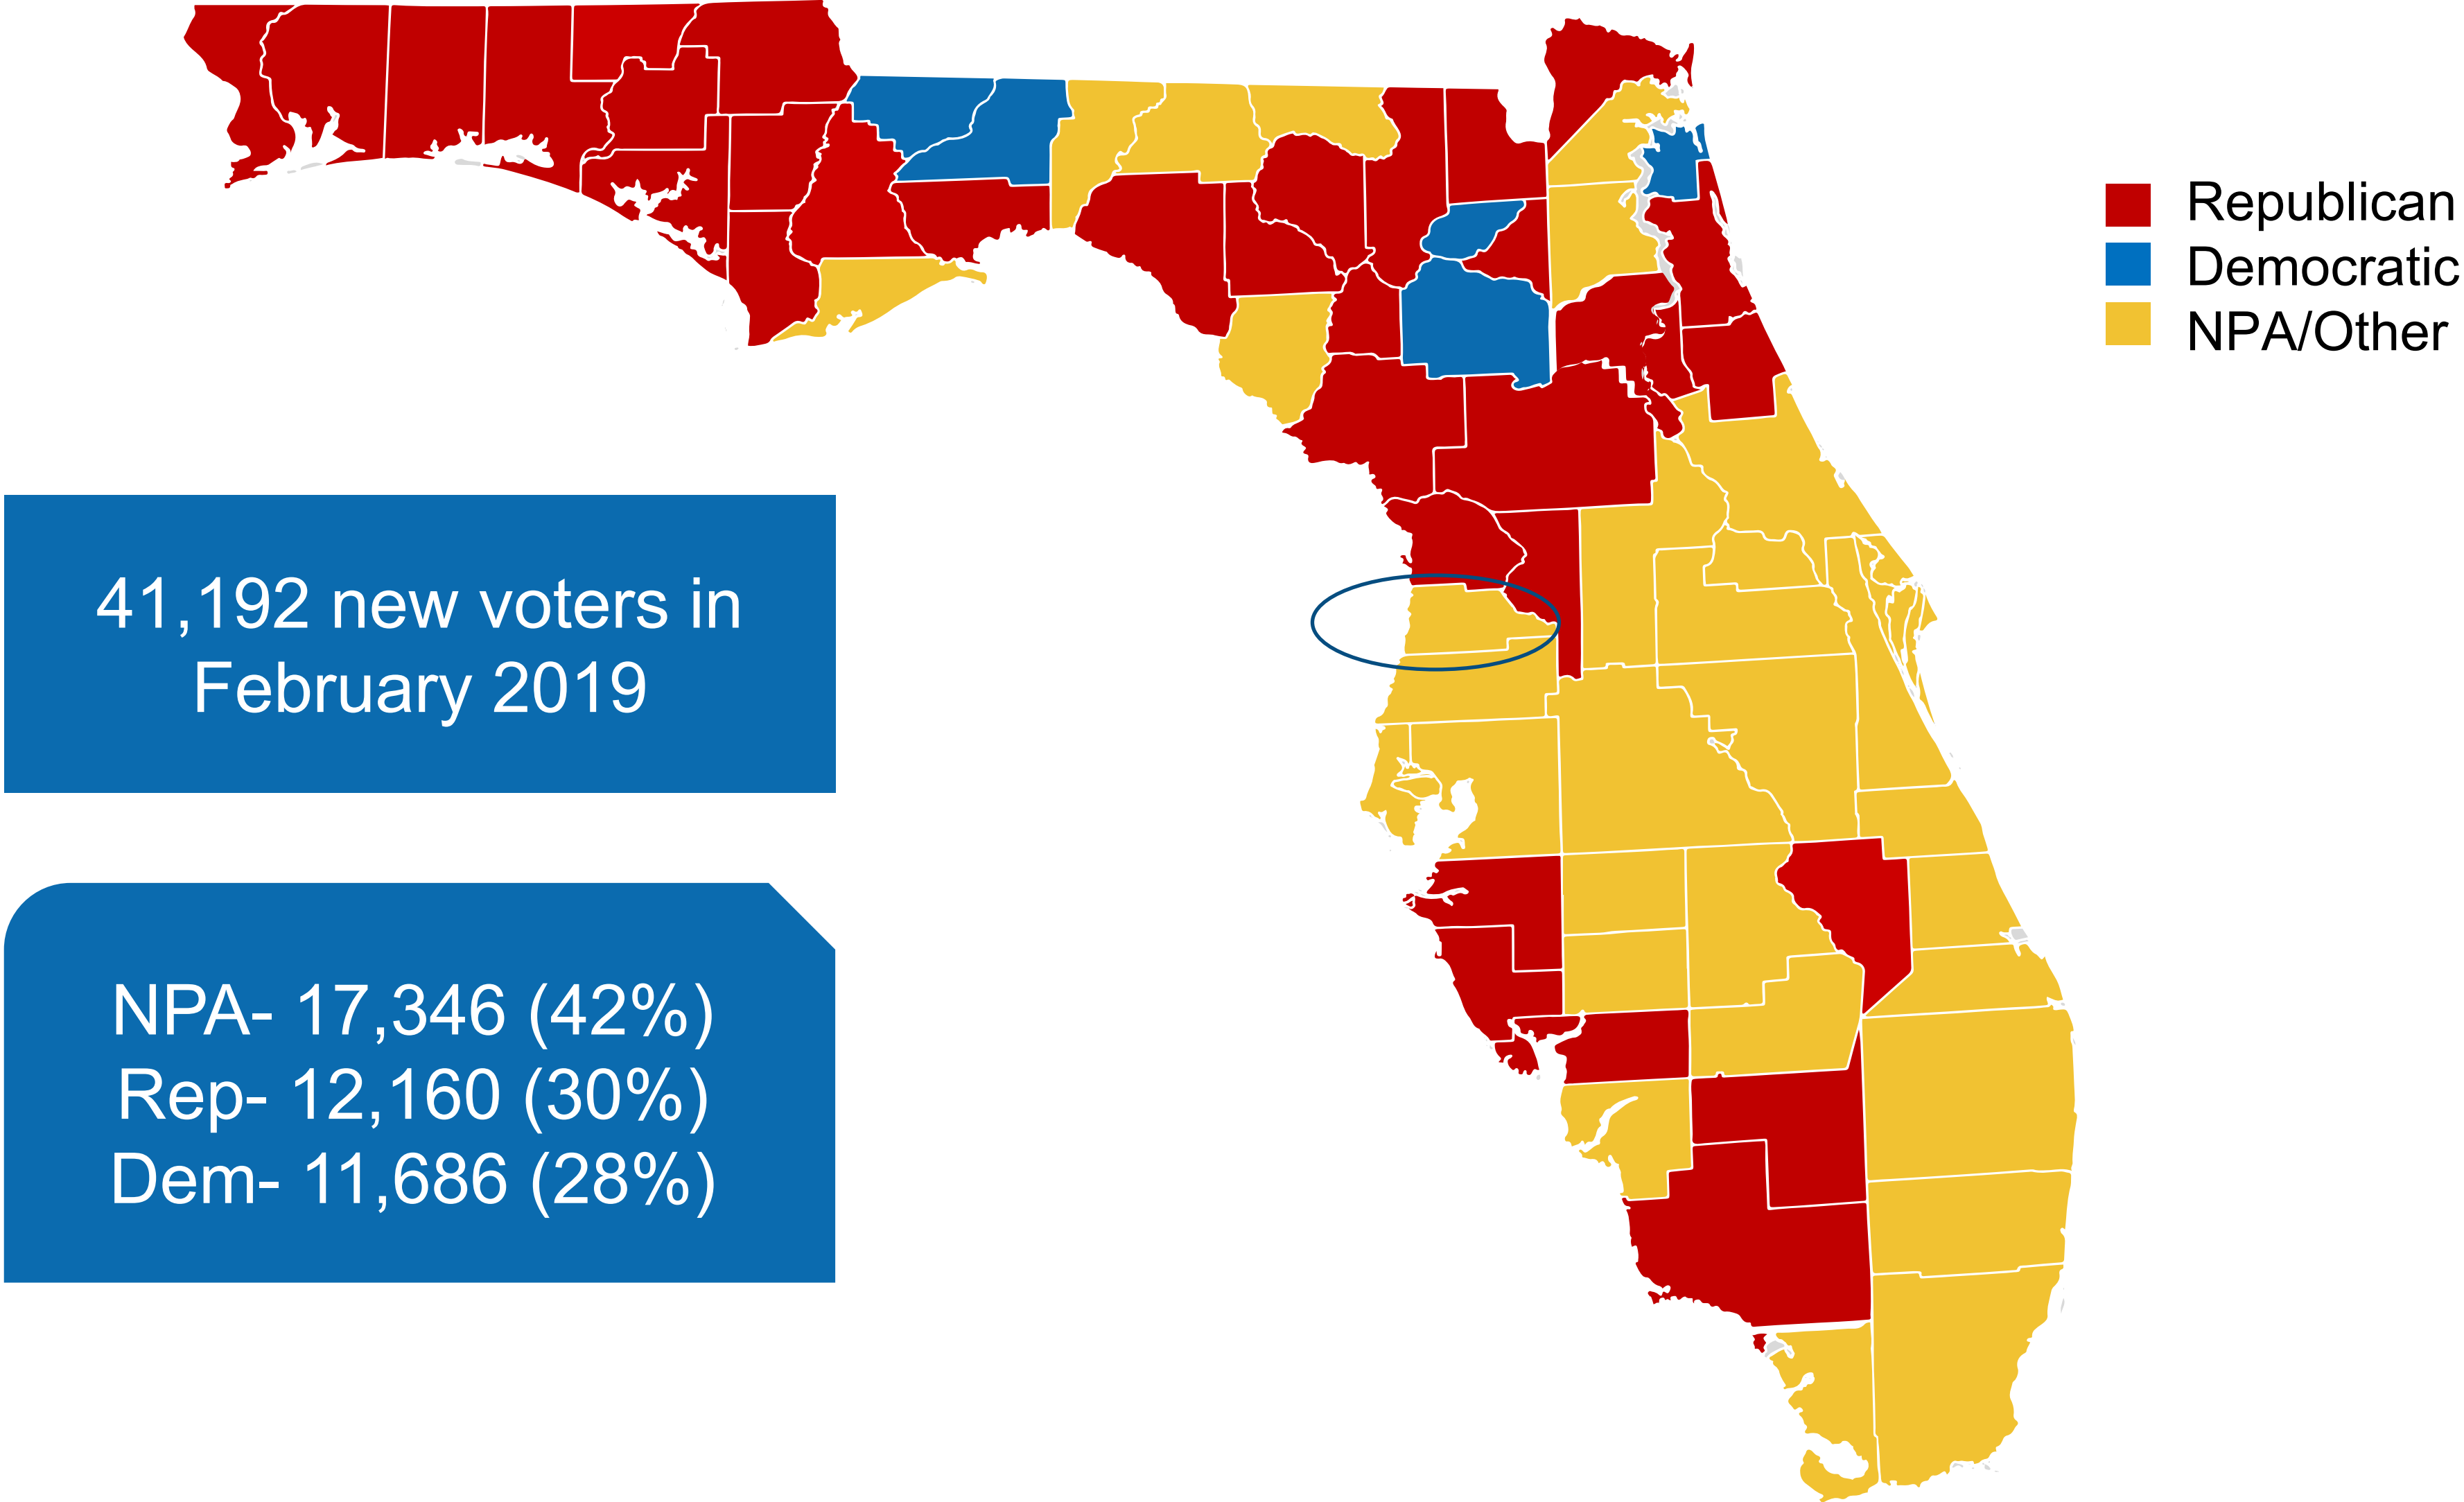 Republican
Democratic
NPA/Other
41,192 new voters in
February 2019
NPA- 17,346 (42%)
Rep- 12,160 (30%)
Dem- 11,686 (28%)